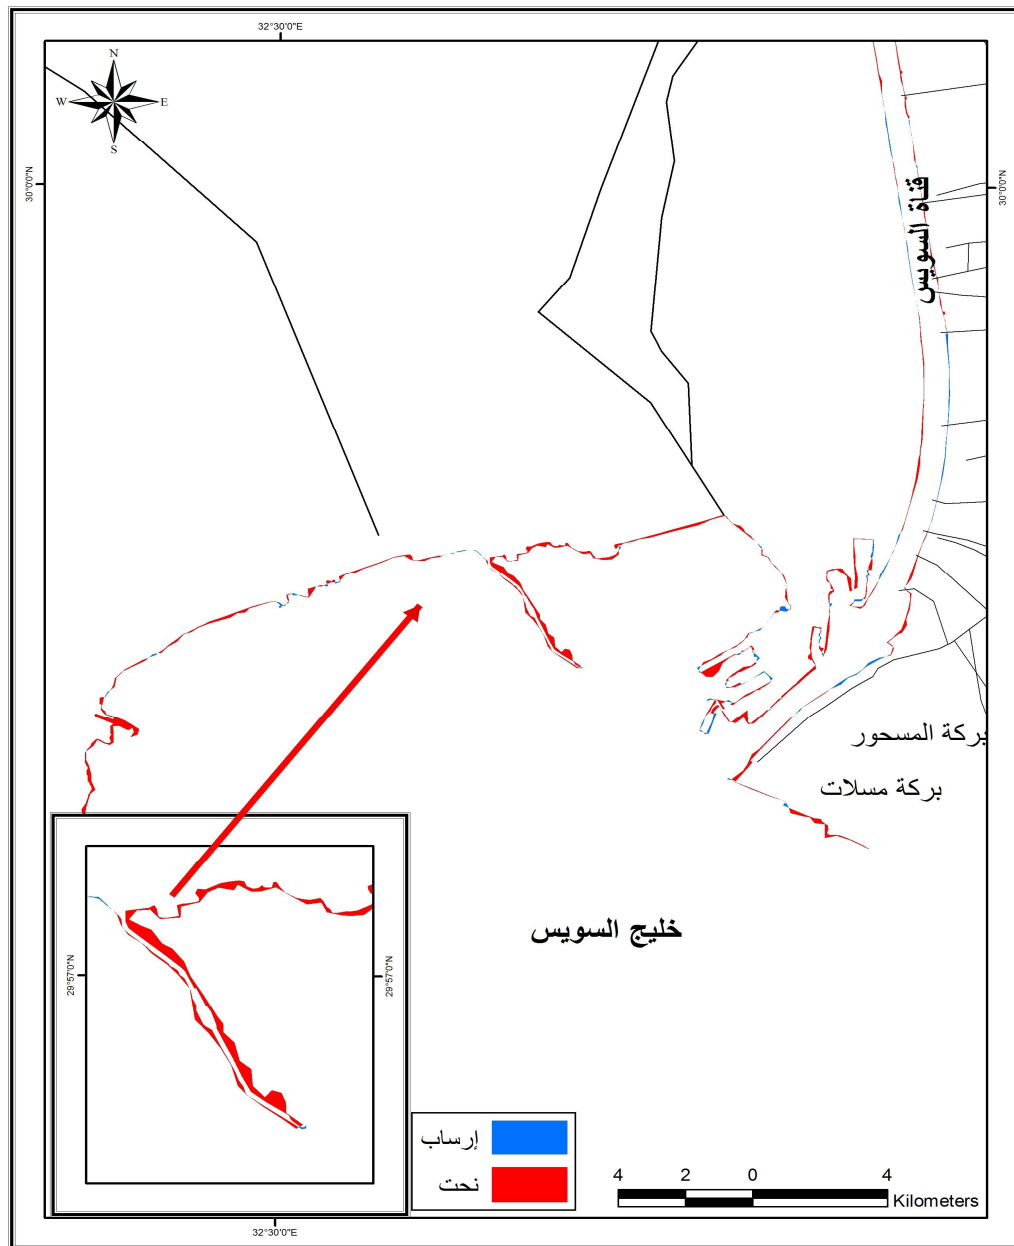 32°30'0"E
N
W
E
S
30°0'0"N
30°0'0"N
قناة السويس
بركة المسحور
بركة مسلات
خليج السويس
29°57'0"N
29°57'0"N
إرساب
نحت
4 2 0 4
Kilometers
32°30'0"E